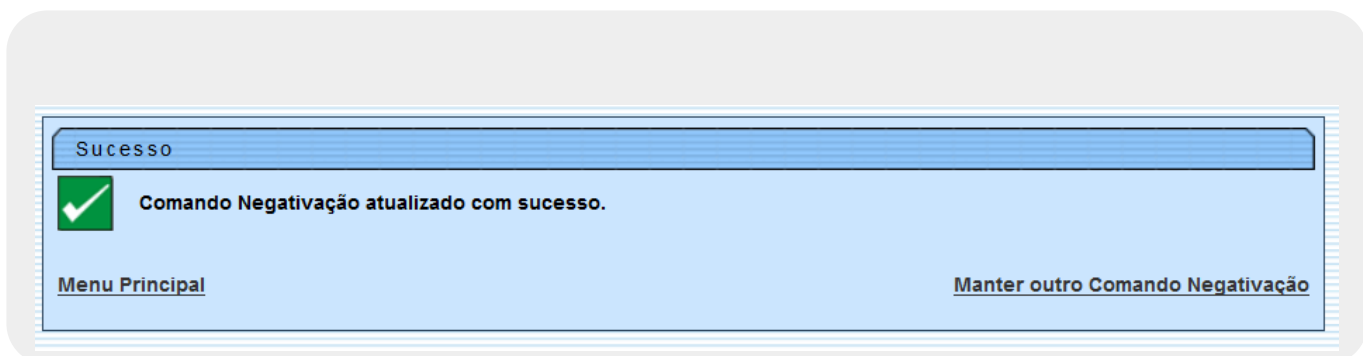 Sucesso
Comando Negativação atualizado com sucesso.
Menu Principal
Manter outro Comando Negativação